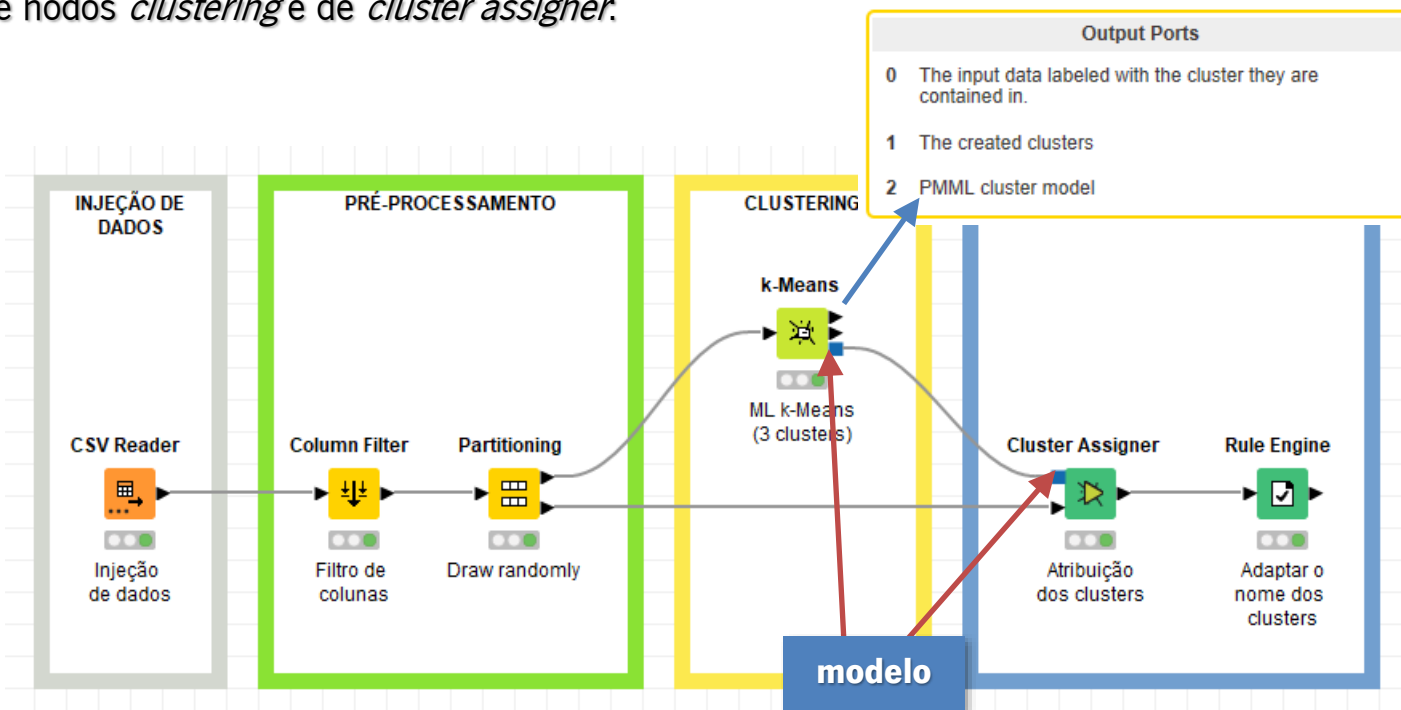 e nodos clustering e de cluster assigner.
Output Ports
0 The input data labeled with the cluster they are
contained in.
1 The created clusters
2 PMML cluster model
INJEÇÃO DE
DADOS
PRÉ-PROCESSAMENTO
CLUSTERING
k-Means
ML k-Means
(3 clusters)
CSV Reader
Column Filter
Partitioning
Cluster Assigner
Rule Engine
Injeção
de dados
Filtro de
colunas
Draw randomly
Atribuição
dos clusters
Adaptar o
nome dos
clusters
modelo